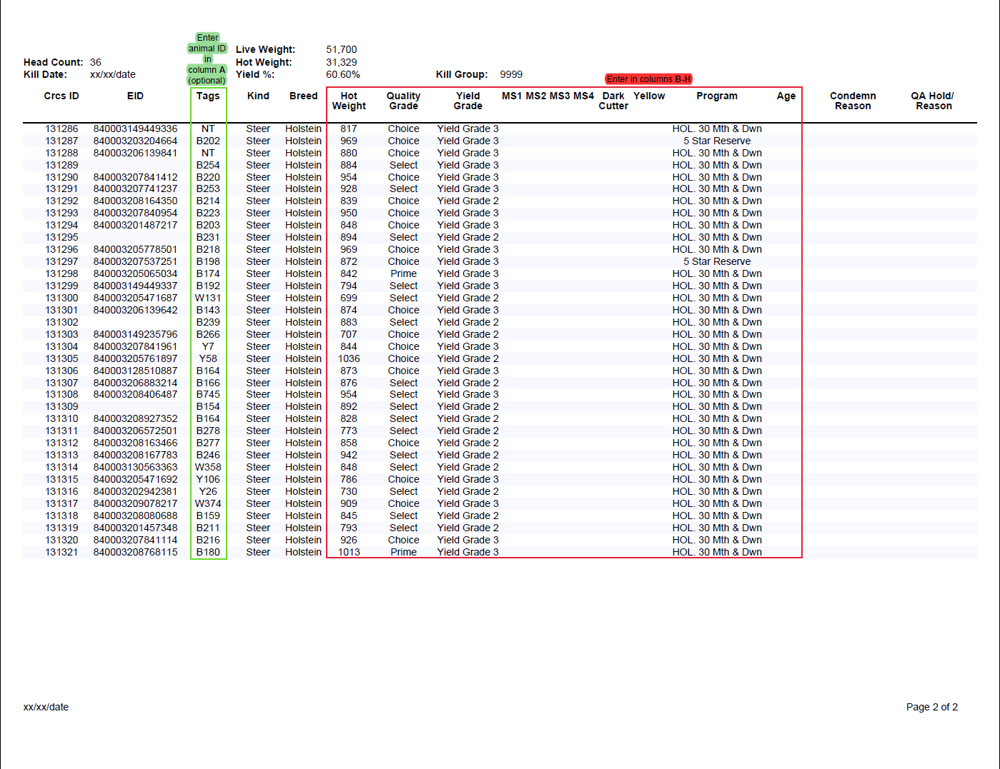 Enter
animal ID
in
column A
(optional)
Live Weight: 51,700
Head Count: 36 Hot Weight: 31,329
Kill Date: xx/xx/date Yield %: 60.60% Kill Group: 9999 Enter in columns B-H
Crcs ID EID Tags Kind Breed Hot Quality Yield MS1 MS2 MS3 MS4 Dark Yellow Program Age Condemn QA Hold/
Weight Grade Grade Cutter Reason Reason
131286 840003149449336 NT Steer Holstein 817 Choice Yield Grade 3 HOL. 30 Mth & Dwn
131287 840003203204664 B202 Steer Holstein 969 Choice Yield Grade 3 5 Star Reserve
131288 840003206139841 NT Steer Holstein 880 Choice Yield Grade 3 HOL. 30 Mth & Dwn
131289 B254 Steer Holstein 884 Select Yield Grade 3 HOL. 30 Mth & Dwn
131290 840003207841412 B220 Steer Holstein 954 Choice Yield Grade 3 HOL. 30 Mth & Dwn
131291 840003207741237 B253 Steer Holstein 928 Select Yield Grade 3 HOL. 30 Mth & Dwn
131292 840003208164350 B214 Steer Holstein 839 Choice Yield Grade 2 HOL. 30 Mth & Dwn
131293 840003207840954 B223 Steer Holstein 950 Choice Yield Grade 3 HOL. 30 Mth & Dwn
131294 840003201487217 B203 Steer Holstein 848 Choice Yield Grade 3 HOL. 30 Mth & Dwn
131295 B231 Steer Holstein 894 Select Yield Grade 2 HOL. 30 Mth & Dwn
131296 840003205778501 B218 Steer Holstein 969 Choice Yield Grade 3 HOL. 30 Mth & Dwn
131297 840003207537251 B198 Steer Holstein 872 Choice Yield Grade 3 5 Star Reserve
131298 840003205065034 B174 Steer Holstein 842 Prime Yield Grade 3 HOL. 30 Mth & Dwn
131299 840003149449337 B192 Steer Holstein 794 Select Yield Grade 3 HOL. 30 Mth & Dwn
131300 840003205471687 W131 Steer Holstein 699 Select Yield Grade 2 HOL. 30 Mth & Dwn
131301 840003206139642 B143 Steer Holstein 874 Choice Yield Grade 3 HOL. 30 Mth & Dwn
131302 B239 Steer Holstein 883 Select Yield Grade 2 HOL. 30 Mth & Dwn
131303 840003149235796 B266 Steer Holstein 707 Choice Yield Grade 2 HOL. 30 Mth & Dwn
131304 840003207841961 Y7 Steer Holstein 844 Choice Yield Grade 3 HOL. 30 Mth & Dwn
131305 840003205761897 Y58 Steer Holstein 1036 Choice Yield Grade 2 HOL. 30 Mth & Dwn
131306 840003128510887 B164 Steer Holstein 873 Choice Yield Grade 3 HOL. 30 Mth & Dwn
131307 840003206883214 B166 Steer Holstein 876 Select Yield Grade 2 HOL. 30 Mth & Dwn
131308 840003208406487 B745 Steer Holstein 954 Select Yield Grade 3 HOL. 30 Mth & Dwn
131309 B154 Steer Holstein 892 Select Yield Grade 2 HOL. 30 Mth & Dwn
131310 840003208927352 B164 Steer Holstein 828 Select Yield Grade 2 HOL. 30 Mth & Dwn
131311 840003206572501 B278 Steer Holstein 773 Select Yield Grade 2 HOL. 30 Mth & Dwn
131312 840003208163466 B277 Steer Holstein 858 Choice Yield Grade 2 HOL. 30 Mth & Dwn
131313 840003208167783 B246 Steer Holstein 942 Select Yield Grade 2 HOL. 30 Mth & Dwn
131314 840003130563363 W358 Steer Holstein 848 Select Yield Grade 2 HOL. 30 Mth & Dwn
131315 840003205471692 Y106 Steer Holstein 786 Choice Yield Grade 3 HOL. 30 Mth & Dwn
131316 840003202942381 Y26 Steer Holstein 730 Select Yield Grade 2 HOL. 30 Mth & Dwn
131317 840003209078217 W374 Steer Holstein 909 Choice Yield Grade 3 HOL. 30 Mth & Dwn
131318 840003208080688 B159 Steer Holstein 845 Select Yield Grade 2 HOL. 30 Mth & Dwn
131319 840003201457348 B211 Steer Holstein 793 Select Yield Grade 2 HOL. 30 Mth & Dwn
131320 840003207841114 B216 Steer Holstein 926 Choice Yield Grade 3 HOL. 30 Mth & Dwn
131321 840003208768115 B180 Steer Holstein 1013 Prime Yield Grade 3 HOL. 30 Mth & Dwn
xx/xx/date Page 2 of 2